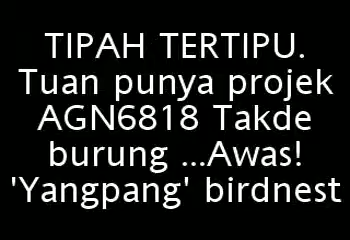 TIPAH TERTIPU.
Tuan punya projek
AGN6818 Takde
burung ...Awas!
'Yangpang' birdnest